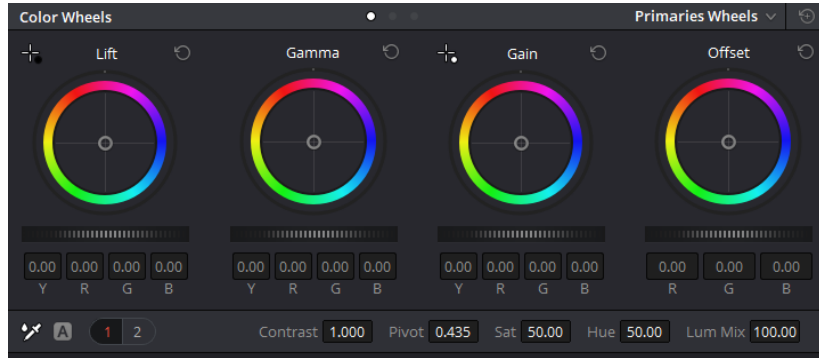 Color Wheels Primaries Wheels
Lift Gamma Gain Offset
0.00 0.00 0.00 0.00 0.00 0.00 0.00 0.00 0.00 0.00 0.00 0.00 0.00 0.00 0.00
Y R G B Y R G B Y R G B R G B
A 1 2 Contrast 1.000 Pivot 0.435 Sat 50.00 Hue 50.00 Lum Mix 100.00